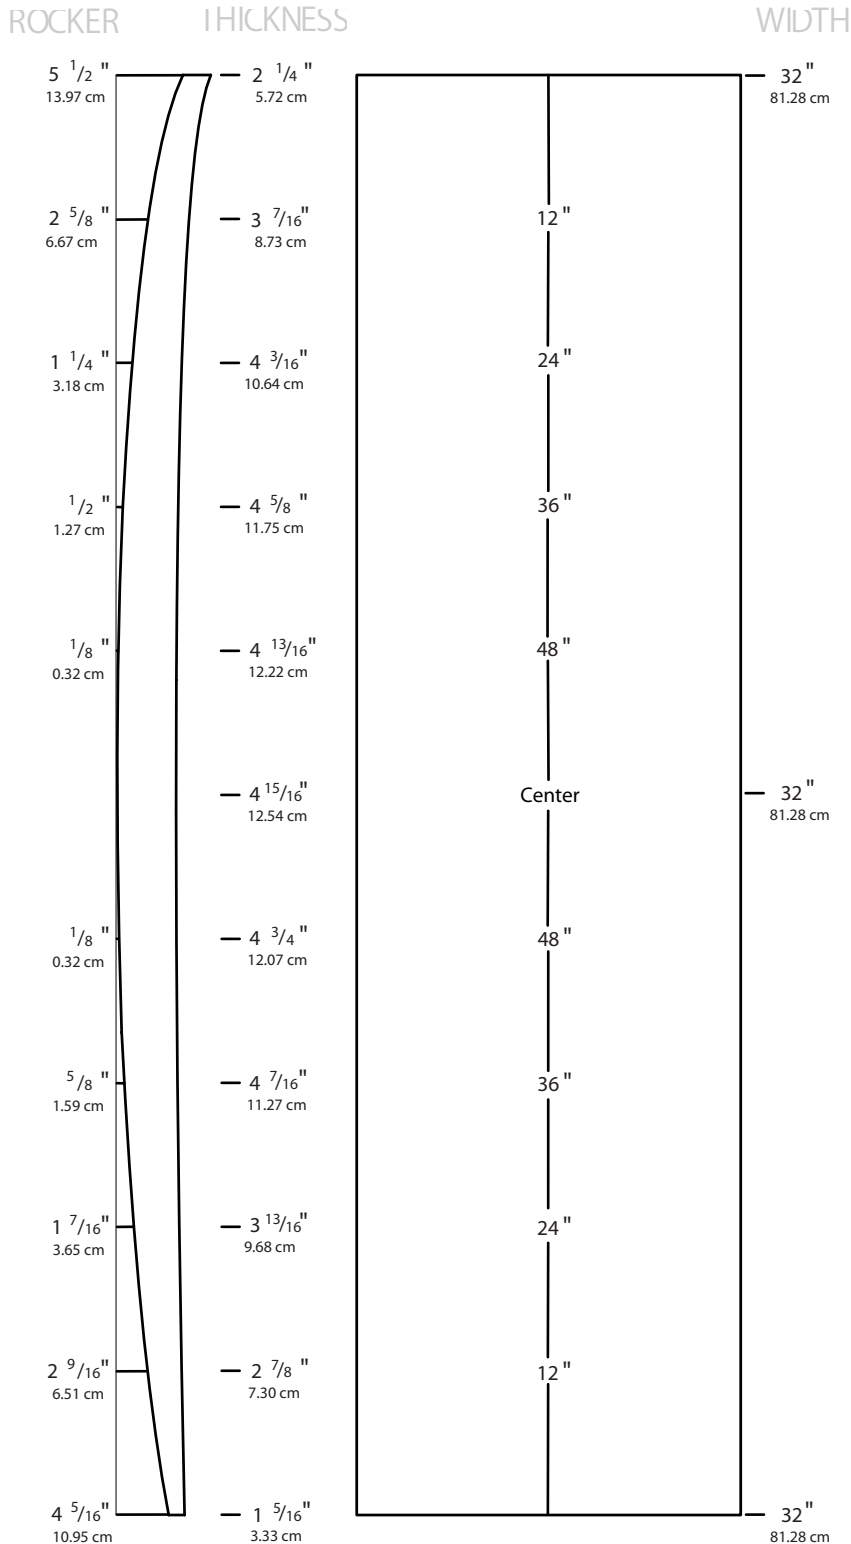 ROCKER THICKNESS WIDTH
5 1/2 " 2 1/4 " 32"
13.97 cm 5.72 cm 81.28 cm
2 5/8 " 3 7/16" 12"
6.67 cm 8.73 cm
1 1/4 " 4 3/16" 24"
3.18 cm 10.64 cm
1/2 " 4 5/8 " 36"
1.27 cm 11.75 cm
1/8 " 4 13/16" 48"
0.32 cm 12.22 cm
4 15/16" Center 32"
12.54 cm 81.28 cm
1/8 " 4 3/4 " 48"
0.32 cm 12.07 cm
5/8 " 4 7/16" 36"
1.59 cm 11.27 cm
1 7/16" 3 13/16" 24"
3.65 cm 9.68 cm
2 9/16" 2 7/8 " 12"
6.51 cm 7.30 cm
4 5/16" 1 5/16" 32"
10.95 cm 3.33 cm 81.28 cm